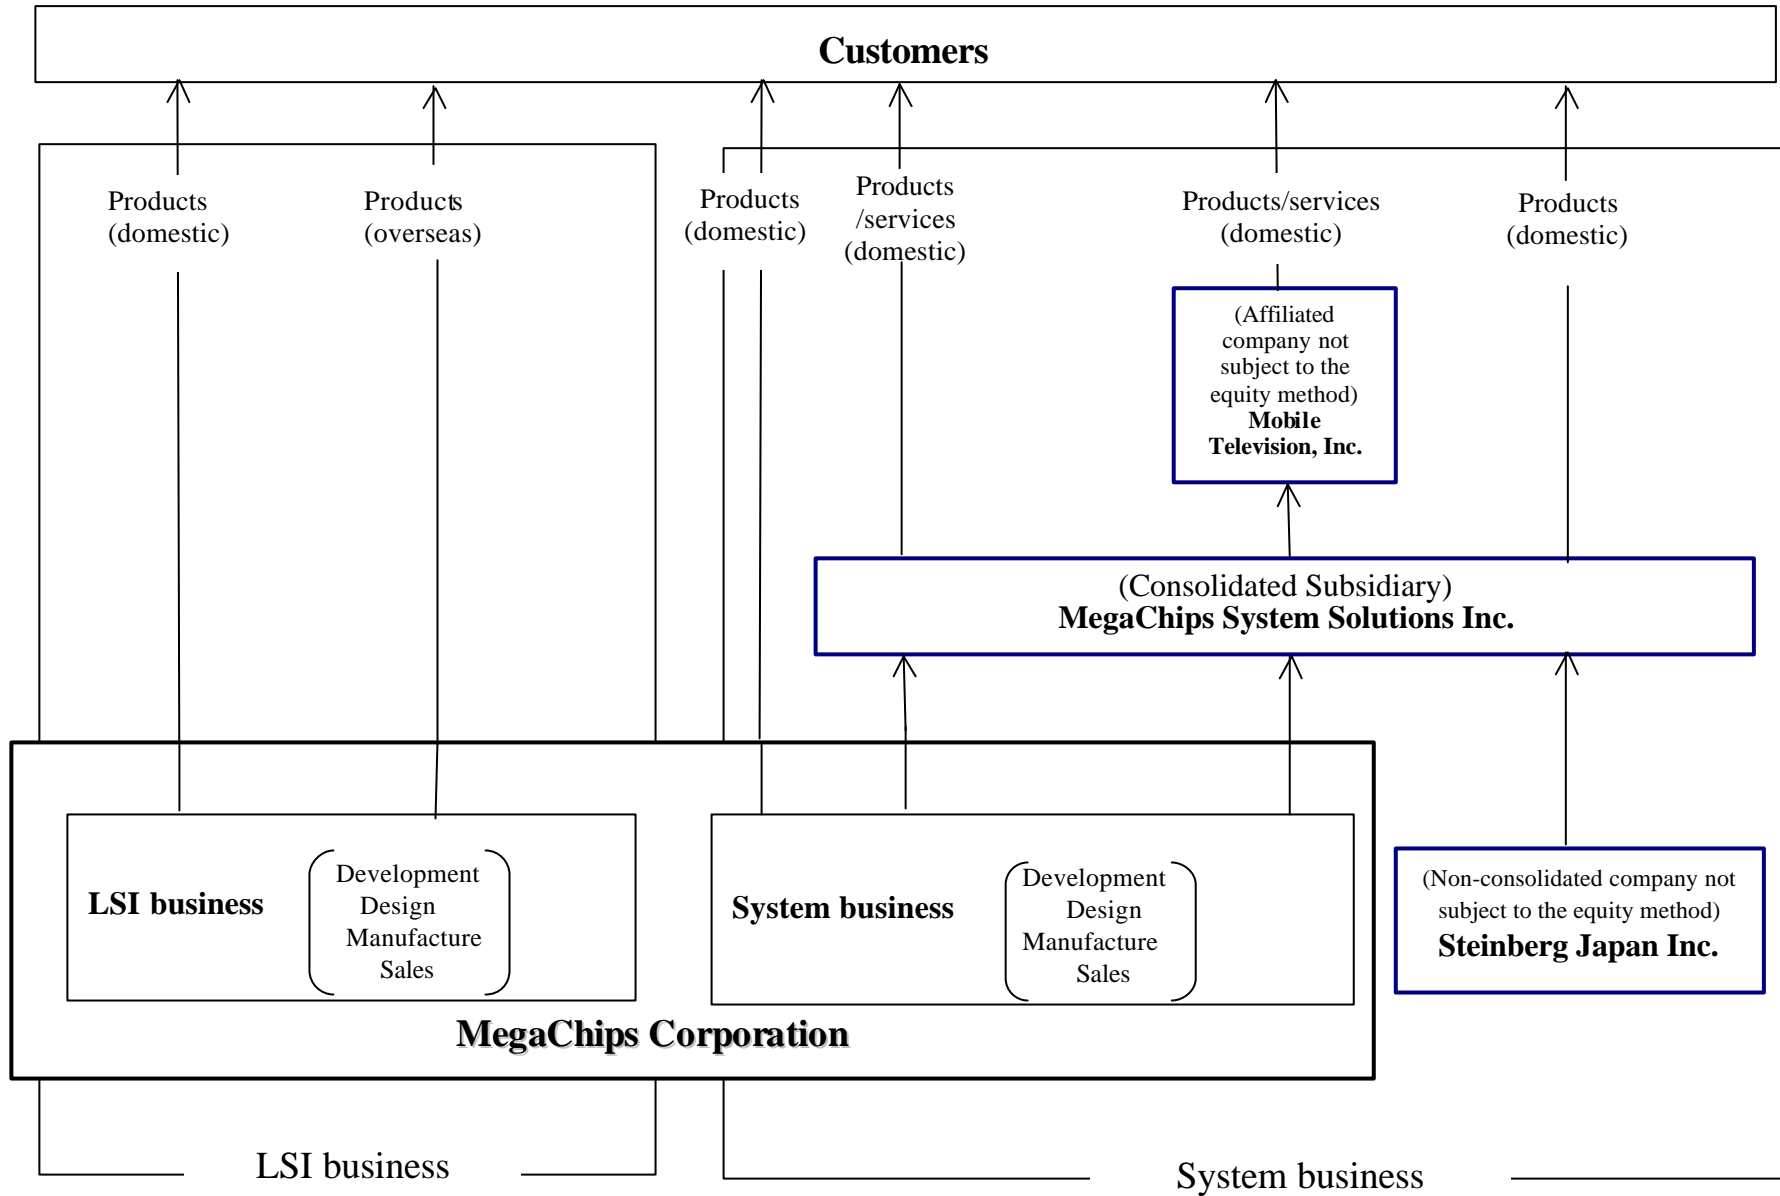 Customers
Products
(domestic)
Products
(overseas)
Products
(domestic)
Products
/services
(domestic)
Products/services
(domestic)
Products
(domestic)
(Affiliated
company not
subject to the
equity method)
Mobile
Television, Inc.
(Consolidated Subsidiary)
MegaChips System Solutions Inc.
LSI business
Development
Design
Manufacture
Sales
System business
Development
Design
Manufacture
Sales
(Non-consolidated company not
subject to the equity method)
Steinberg Japan Inc.
MegaChips Corporation
LSI business
System business